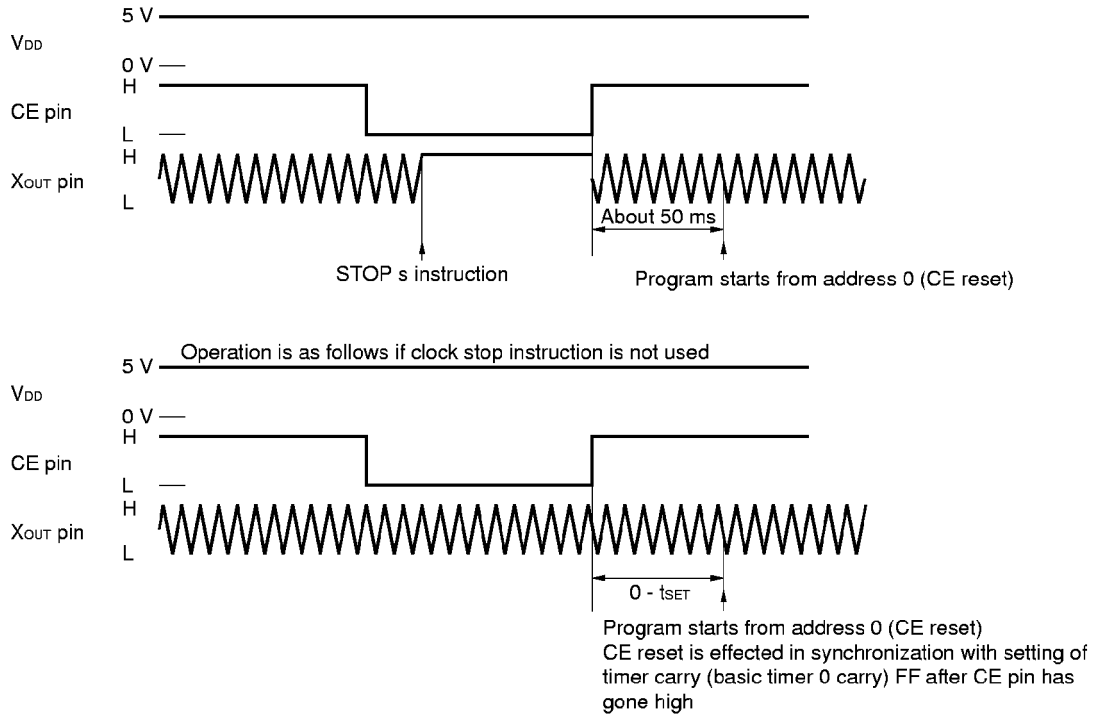 5 V
VDD
0 V
H
CE pin
L
H
XOUT pin
L
About 50 ms
STOP s instruction
Program starts from address 0 (CE reset)
Operation is as follows if clock stop instruction is not used
5 V
VDD
0 V
H
CE pin
L
H
XOUT pin
L
0 - tSET
Program starts from address 0 (CE reset)
CE reset is effected in synchronization with setting of
timer carry (basic timer 0 carry) FF after CE pin has
gone high